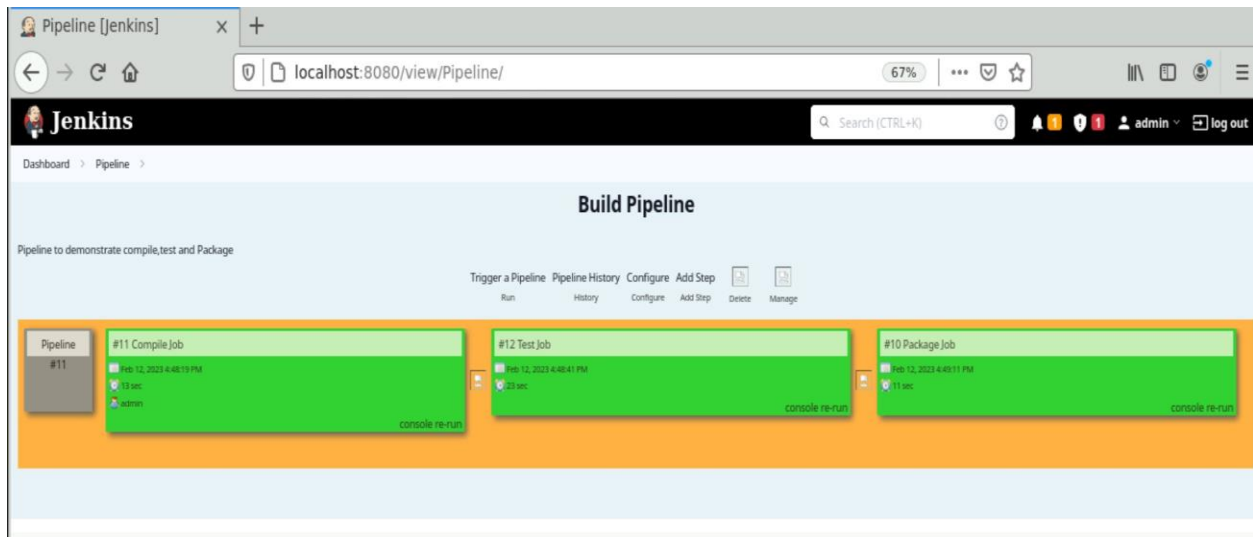 Pipeline [Jenkins] × +
localhost:8080/view/Pipeline/ 67%
Jenkins Search (CTRL+K) 1 1 admin log out
Dashboard > Pipeline >
Build Pipeline
Pipeline to demonstrate compile,test and Package
Trigger a Pipeline Pipeline History Configure Add Step
Run History Configure Add Step Delete Manage
Pipeline
#11
#11 Compile Job
Feb 12, 2023 4:48:19 PM
13 sec
admin
console re-run
#12 Test Job
Feb 12, 2023 4:48:41 PM
23 sec
console re-run
#10 Package Job
Feb 12, 2023 4:49:11 PM
11 sec
console re-run